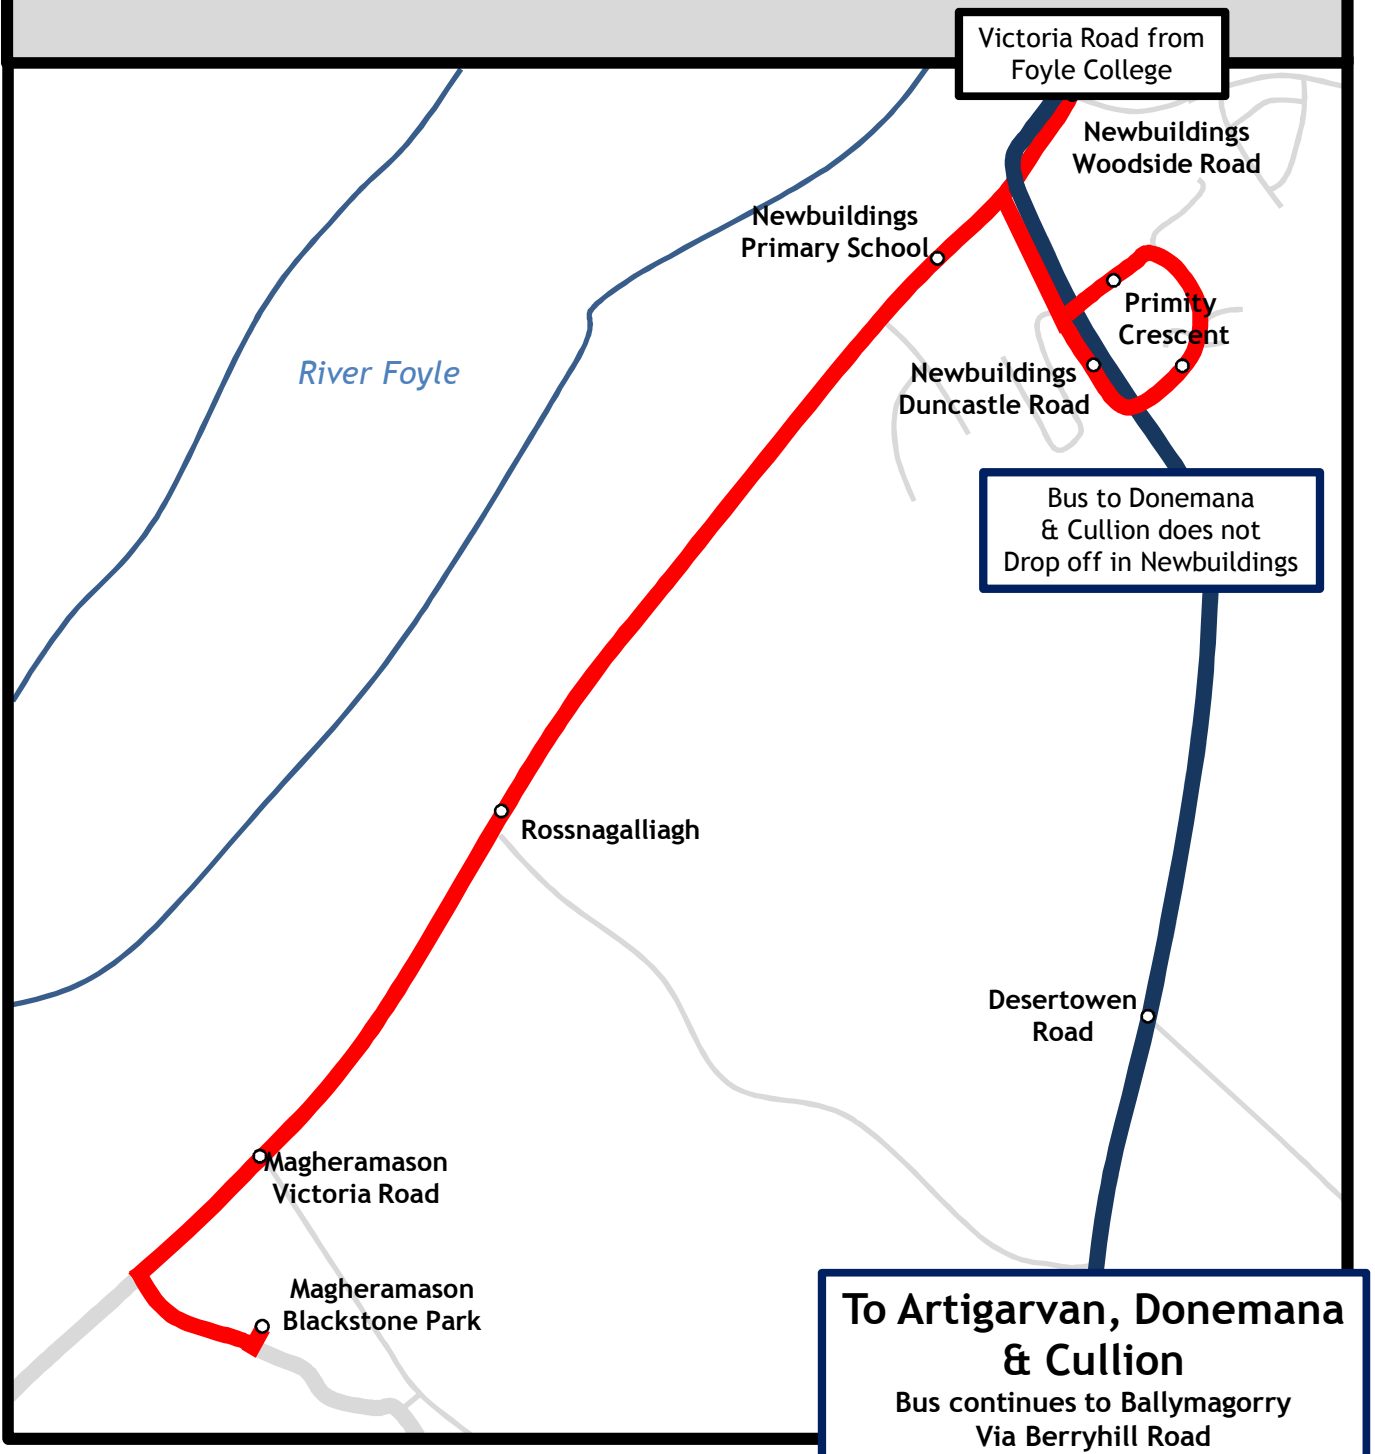 Victoria Road from
Foyle College
Newbuildings
Woodside Road
Newbuildings
Primary School
Primity
Crescent
River Foyle
Newbuildings
Duncastle Road
Bus to Donemana
& Cullion does not
Drop off in Newbuildings
Rossnagalliagh
Desertowen
Road
Magheramason
Victoria Road
Magheramason
Blackstone Park
To Artigarvan, Donemana
& Cullion
Bus continues to Ballymagorry
Via Berryhill Road